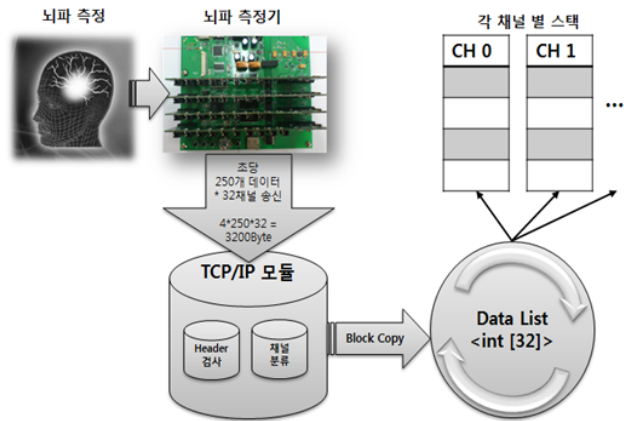 뇌파 측정
뇌파 측정기
각 채널 별 스택
CH 0
CH 1
...
초당
250개 데이터
* 32채널 송신
4*250*32 =
3200Byte
TCP/IP 모듈
Header
검사
채널
분류
Block Copy
Data List
<int [32]>